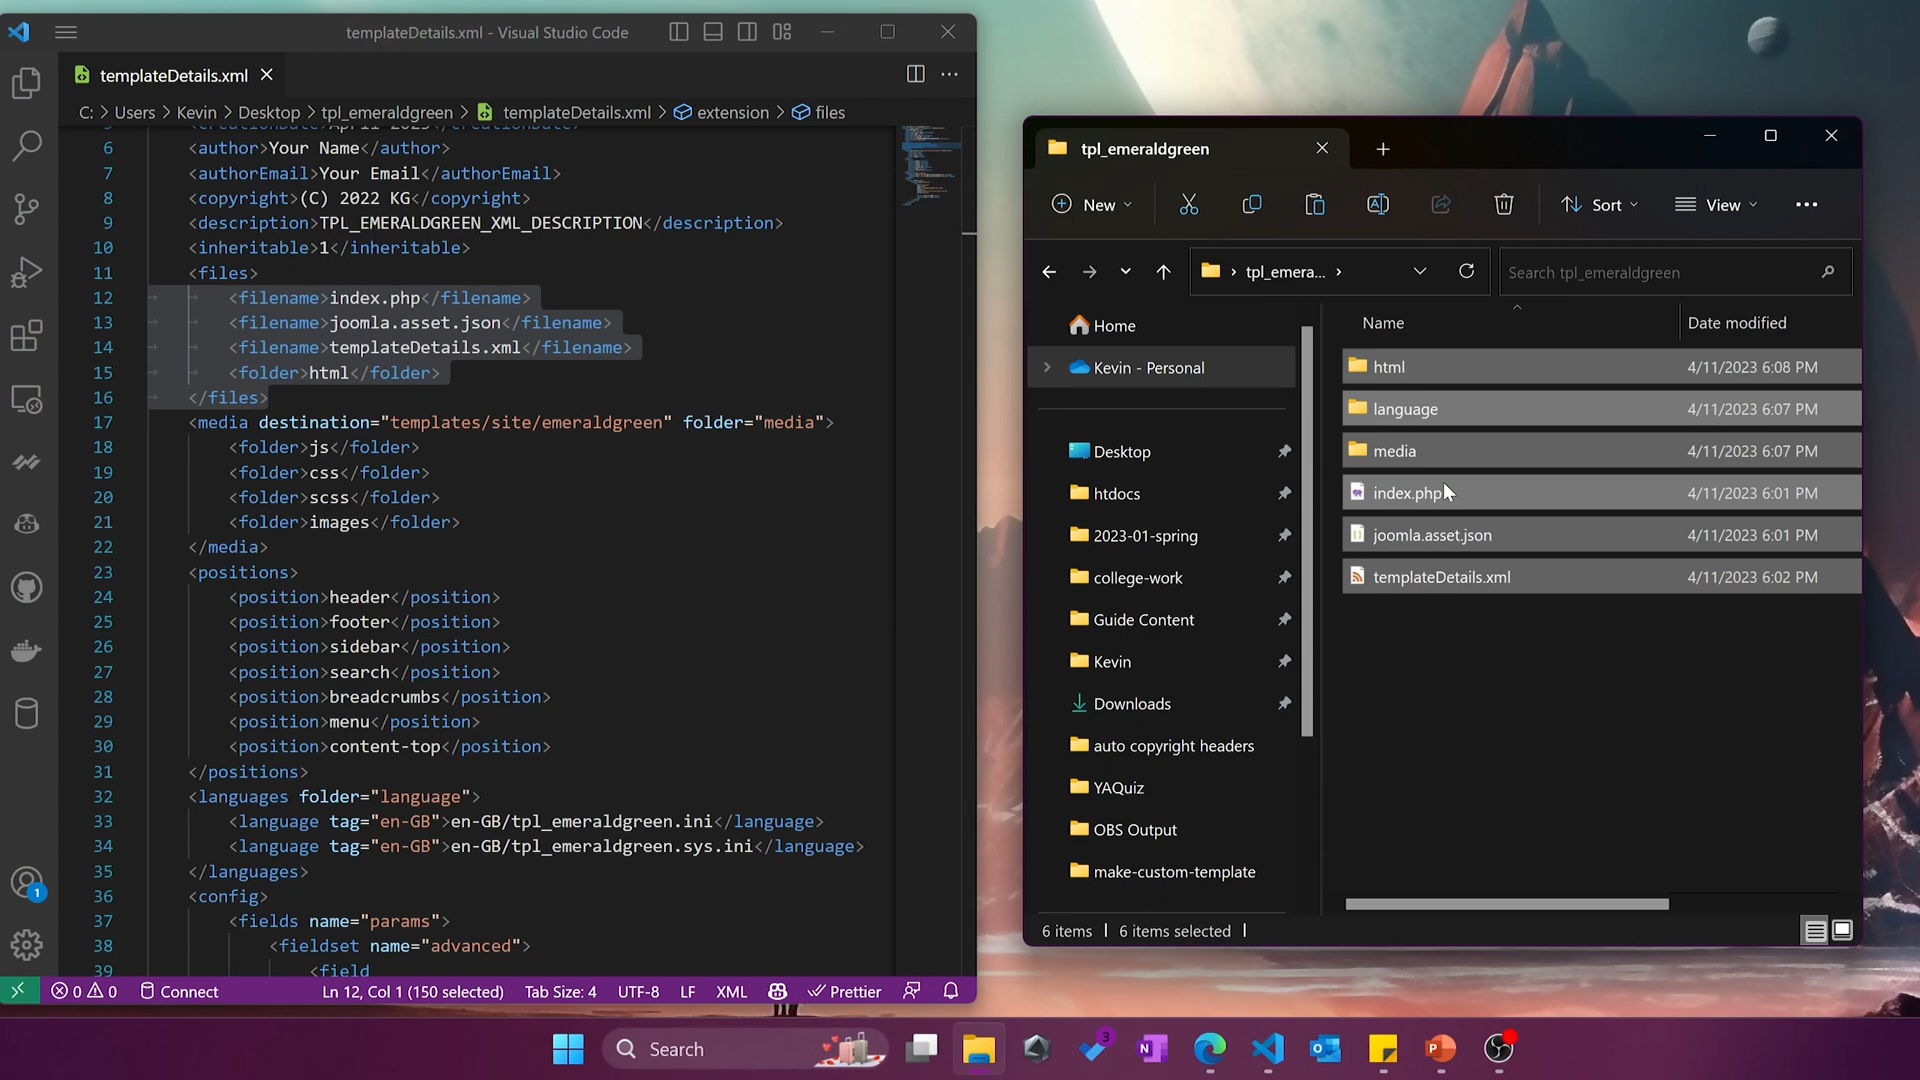 templateDetails.xml - Visual Studio Code
templateDetails.xml
C: > Users > Kevin > Desktop > tpl_emeraldgreen > templateDetails.xml > extension > files
<creationDate>April 2023</creationDate>
6 <author>Your Name</author>
7 <authorEmail>Your Email</authorEmail>
8 <copyright>(C) 2022 KG</copyright>
9 <description>TPL_EMERALDGREEN_XML_DESCRIPTION</description>
10 <inheritable>1</inheritable>
11 <files>
12 <filename>index.php</filename>
13 <filename>joomla.asset.json</filename>
14 <filename>templateDetails.xml</filename>
15 <folder>html</folder>
16 </files>
17 <media destination="templates/site/emeraldgreen" folder="media">
18 <folder>js</folder>
19 <folder>css</folder>
20 <folder>scss</folder>
21 <folder>images</folder>
22 </media>
23 <positions>
24 <position>header</position>
25 <position>footer</position>
26 <position>sidebar</position>
27 <position>search</position>
28 <position>breadcrumbs</position>
29 <position>menu</position>
30 <position>content-top</position>
31 </positions>
32 <languages folder="language">
33 <language tag="en-GB">en-GB/tpl_emeraldgreen.ini</language>
34 <language tag="en-GB">en-GB/tpl_emeraldgreen.sys.ini</language>
35 </languages>
36 <config>
37 <fields name="params">
38 <fieldset name="advanced">
39 <field
1
0 0 Connect Ln 12, Col 1 (150 selected) Tab Size: 4 UTF-8 LF XML Prettier
tpl_emeraldgreen
New Sort View
tpl_emera... Search tpl_emeraldgreen
Home
Kevin - Personal
Desktop
htdocs
2023-01-spring
college-work
Guide Content
Kevin
Downloads
auto copyright headers
YAQuiz
OBS Output
make-custom-template
Name Date modified
html 4/11/2023 6:08 PM
language 4/11/2023 6:07 PM
media 4/11/2023 6:07 PM
index.php 4/11/2023 6:01 PM
joomla.asset.json 4/11/2023 6:01 PM
templateDetails.xml 4/11/2023 6:02 PM
6 items 6 items selected
Search
3